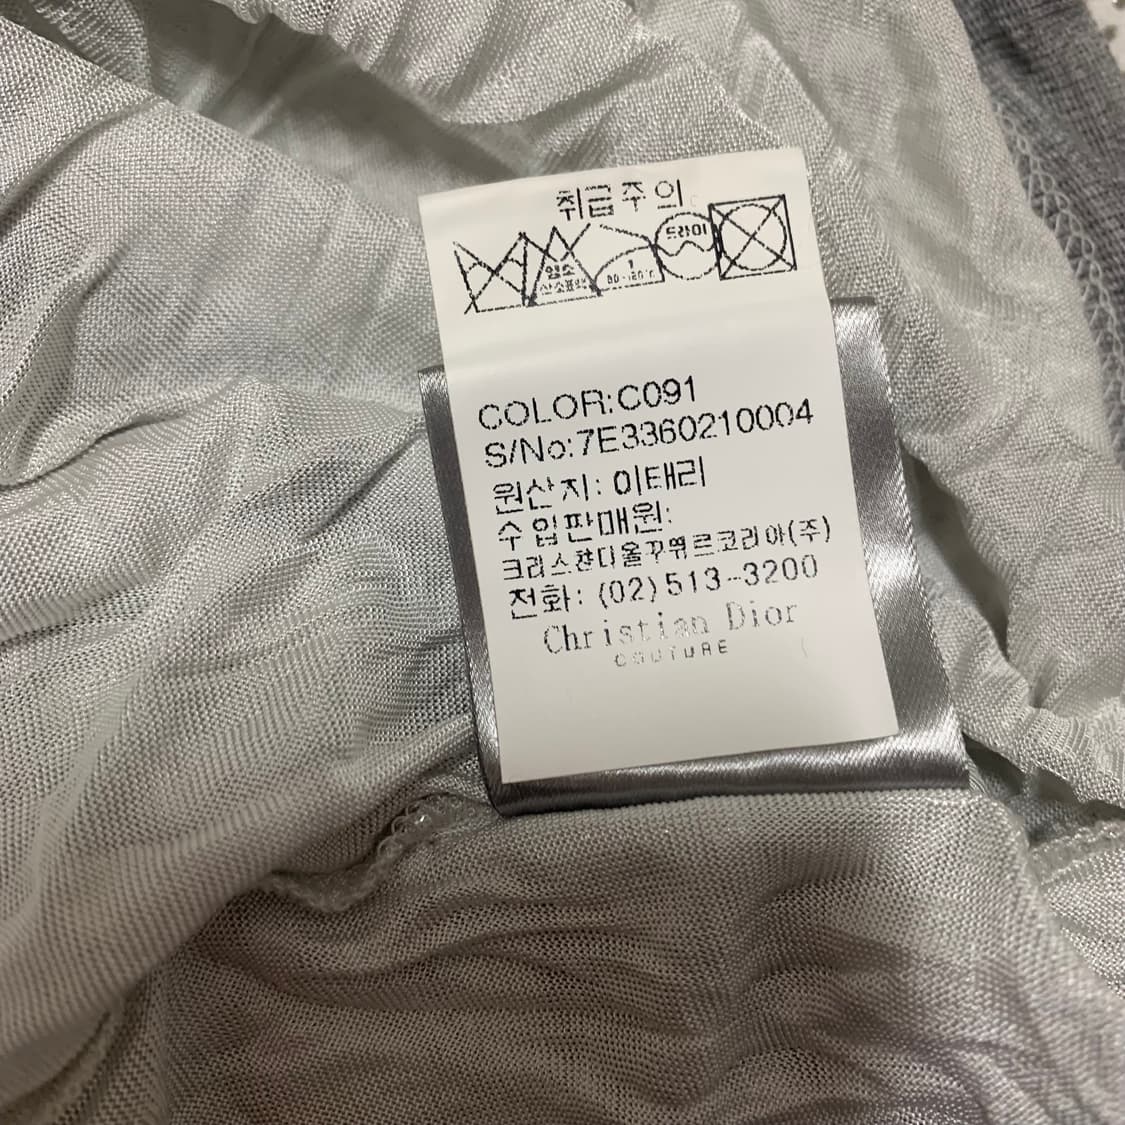 취급주의
드라이
염소
산소표백
80~120℃
COLOR:C091
S/No:7E3360210004
원산지: 이태리
수입판매원:
크리스챤디올꾸뛰르코리아(주)
전화: (02)513-3200
Christian Dior
COUTURE